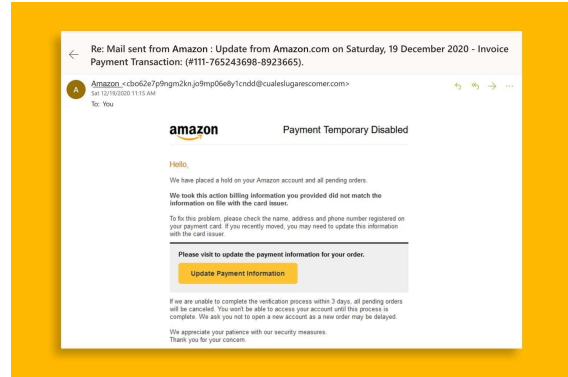 Re: Mail sent from Amazon : Update from Amazon.com on Saturday, 19 December 2020 - Invoice
Payment Transaction: (#111-765243698-8923665).
A
Amazon <cbo62e7p9ngm2kn.jo9mp06e8y1cndd@cualeslugarescomer.com>
Sat 12/19/2020 11:15 AM
To: You
amazon
Payment Temporary Disabled
Hello,
We have placed a hold on your Amazon account and all pending orders.
We took this action billing information you provided did not match the
information on file with the card issuer.
To fix this problem, please check the name, address and phone number registered on
your payment card. If you recently moved, you may need to update this information
with the card issuer.
Please visit to update the payment information for your order.
Update Payment Information
If we are unable to complete the verification process within 3 days, all pending orders
will be canceled. You won't be able to access your account until this process is
complete. We ask you not to open a new account as a new order may be delayed.
We appreciate your patience with our security measures.
Thank you for your concern.